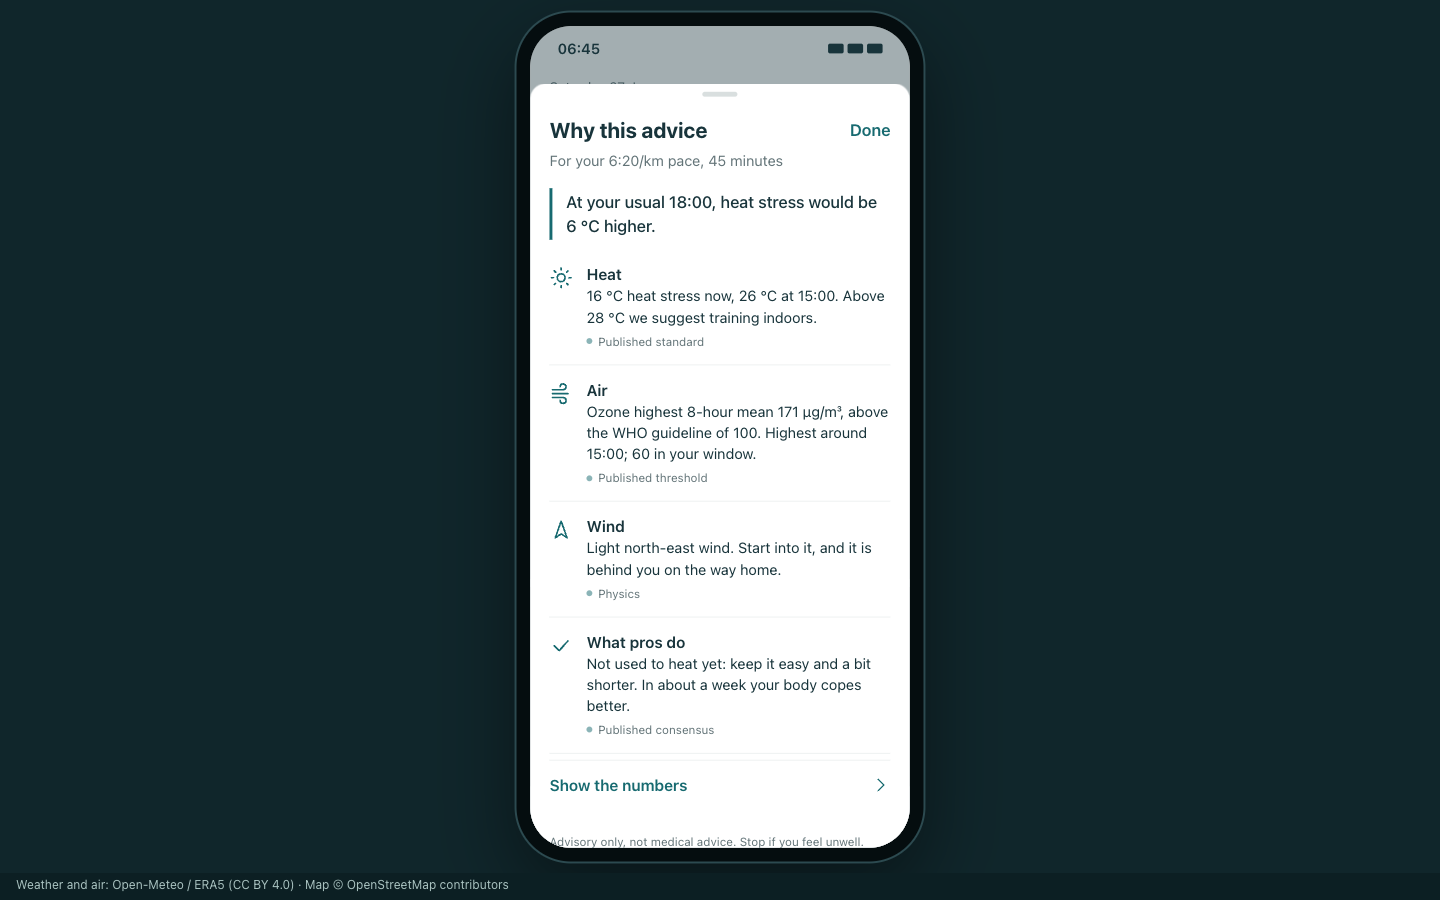 06:45
Why this advice
Done
For your 6:20/km pace, 45 minutes
At your usual 18:00, heat stress would be
6 °C higher.
Heat
16 °C heat stress now, 26 °C at 15:00. Above
28 °C we suggest training indoors.
Published standard
Air
Ozone highest 8-hour mean 171 µg/m³, above
the WHO guideline of 100. Highest around
15:00; 60 in your window.
Published threshold
Wind
Light north-east wind. Start into it, and it is
behind you on the way home.
Physics
What pros do
Not used to heat yet: keep it easy and a bit
shorter. In about a week your body copes
better.
Published consensus
Show the numbers
Advisory only, not medical advice. Stop if you feel unwell.
Weather and air: Open-Meteo / ERA5 (CC BY 4.0) · Map © OpenStreetMap contributors